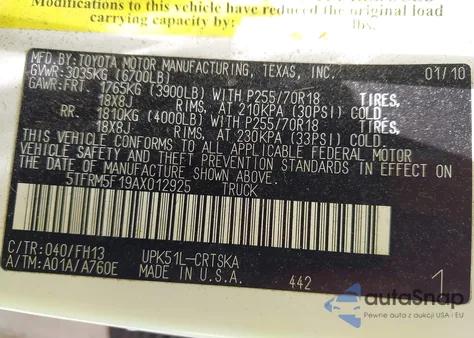 Modifications to this vehicle have reduced the original load
carrying capacity by: lbs.
MFD.BY:TOYOTA MOTOR MANUFACTURING, TEXAS, INC. 01/10
GVWR:3035KG (6700LB)
GAWR:FRT 1765KG (3900LB) WITH P255/70R18 TIRES,
18X8J RIMS, AT 210KPA (30PSI) COLD.
RR. 1810KG (4000LB) WITH P255/70R18 TIRES,
18X8J RIMS, AT 230KPA (33PSI) COLD.
THIS VEHICLE CONFORMS TO ALL APPLICABLE FEDERAL MOTOR
VEHICLE SAFETY AND BUMPER STANDARDS IN EFFECT ON THE
DATE OF MANUFACTURE SHOWN ABOVE.
5TFRM5F19AX012925 TRUCK
C/TR:040/FH13 UPK51L-CRTSKA
A/TM:A01A/A760E MADE IN U.S.A. 442 1
autoSnap
Pewne auta z aukcji w USA i EU